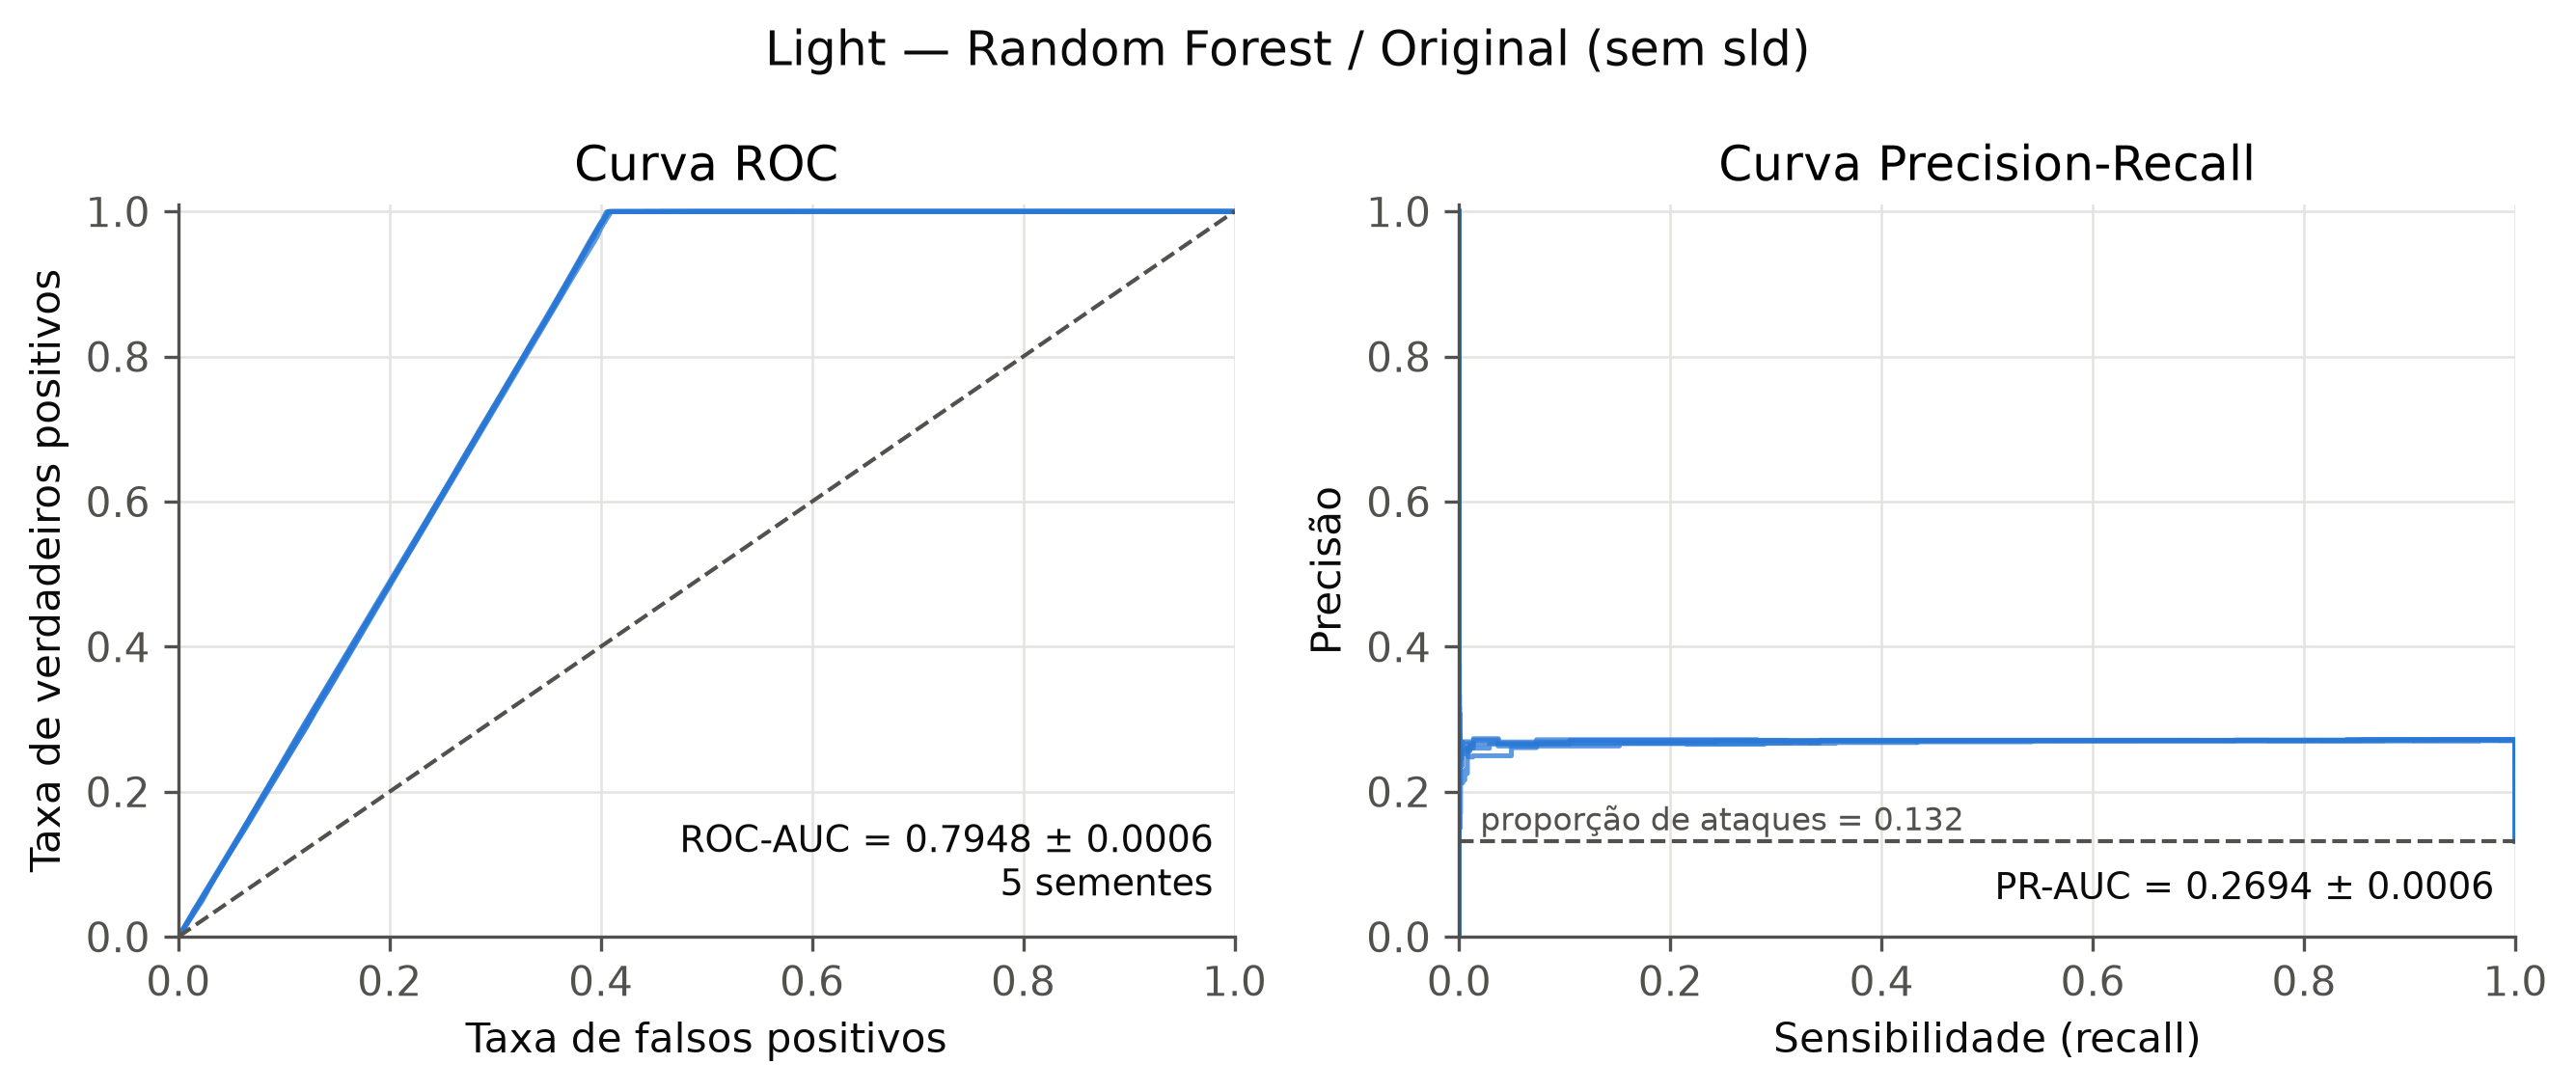 Light — Random Forest / Original (sem sld)
Curva ROC
Taxa de verdadeiros positivos
1.0
0.8
0.6
0.4
0.2
0.0
0.0 0.2 0.4 0.6 0.8 1.0
Taxa de falsos positivos
ROC-AUC = 0.7948 ± 0.0006
5 sementes
Curva Precision-Recall
Precisão
1.0
0.8
0.6
0.4
0.2
0.0
0.0 0.2 0.4 0.6 0.8 1.0
Sensibilidade (recall)
proporção de ataques = 0.132
PR-AUC = 0.2694 ± 0.0006